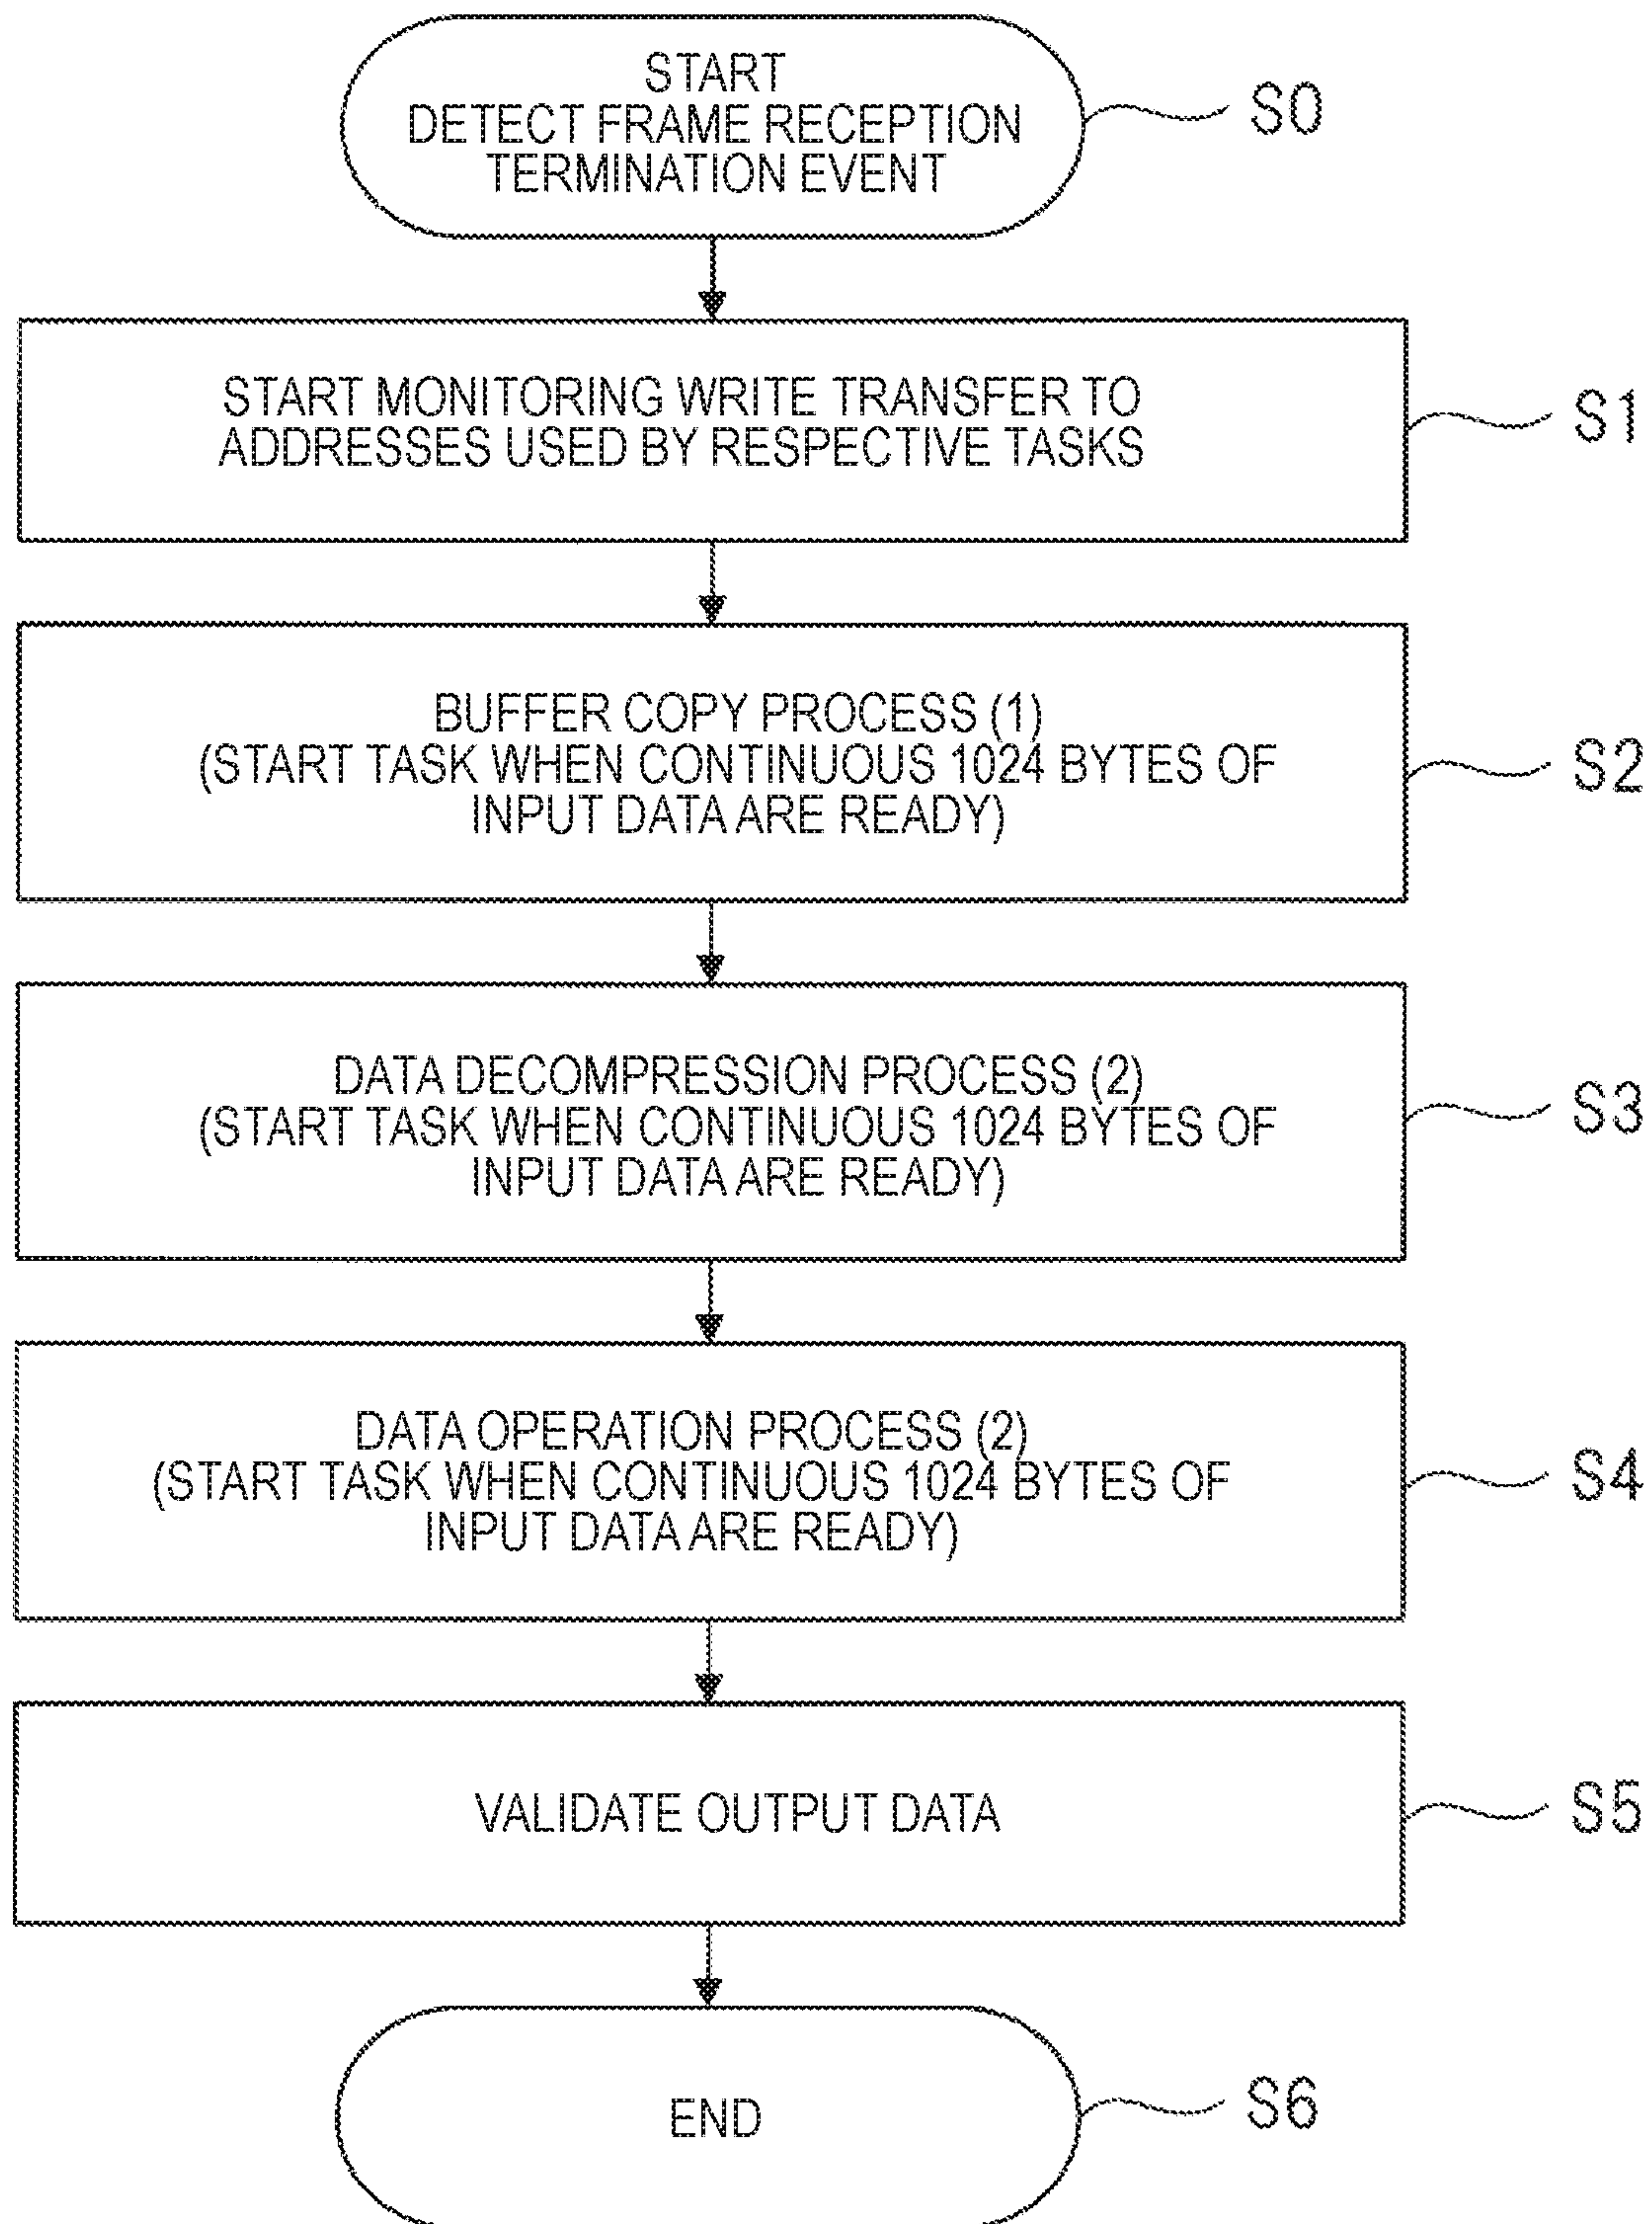 START
DETECT FRAME RECEPTION
TERMINATION EVENT
S0
START MONITORING WRITE TRANSFER TO
ADDRESSES USED BY RESPECTIVE TASKS
S1
BUFFER COPY PROCESS (1)
(START TASK WHEN CONTINUOUS 1024 BYTES OF
INPUT DATA ARE READY)
S2
DATA DECOMPRESSION PROCESS (2)
(START TASK WHEN CONTINUOUS 1024 BYTES OF
INPUT DATA ARE READY)
S3
DATA OPERATION PROCESS (2)
(START TASK WHEN CONTINUOUS 1024 BYTES OF
INPUT DATA ARE READY)
S4
VALIDATE OUTPUT DATA
S5
END
S6